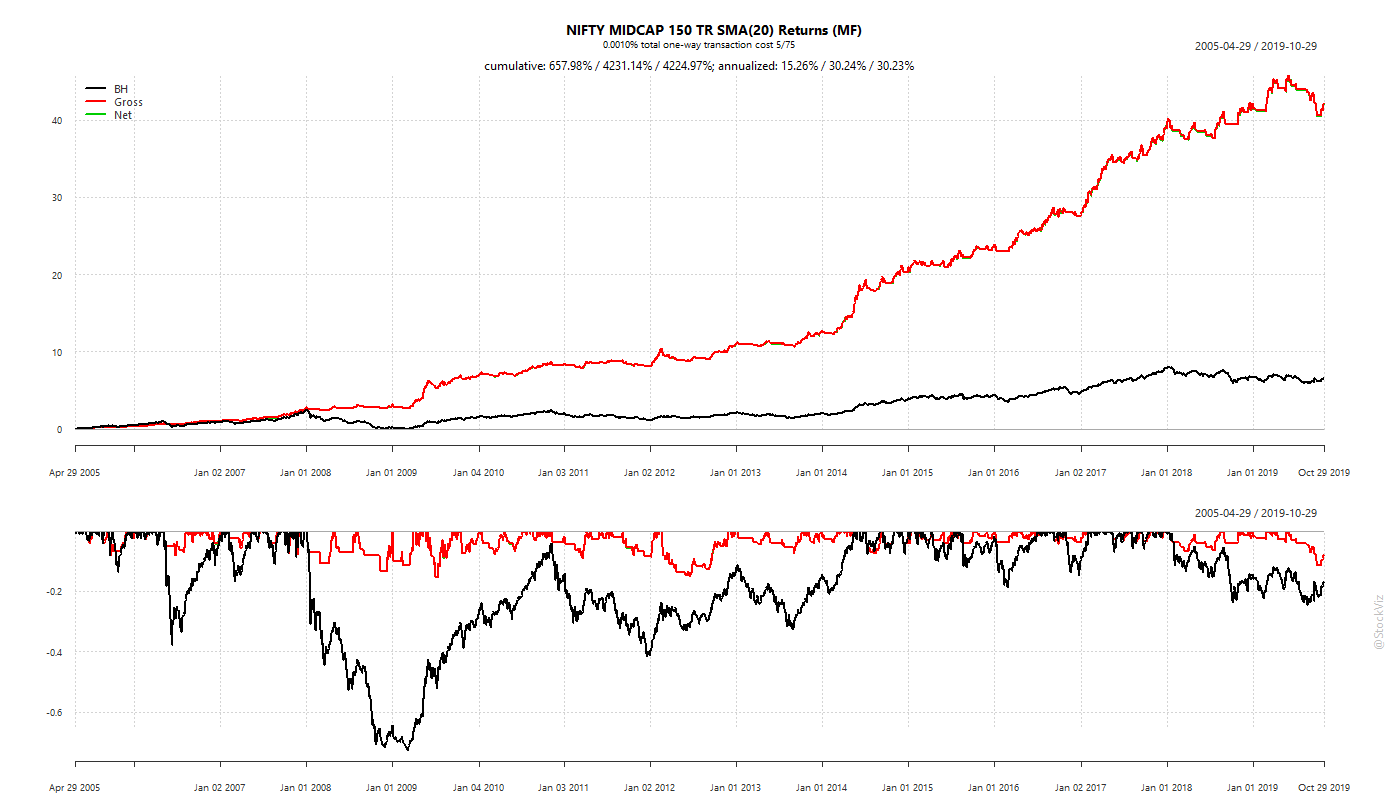 NIFTY MIDCAP 150 TR SMA(20) Returns (MF)
0.0010% total one-way transaction cost 5/75
2005-04-29 / 2019-10-29
cumulative: 657.98% / 4231.14% / 4224.97%; annualized: 15.26% / 30.24% / 30.23%
BH
Gross
Net
40
30
20
10
0
Apr 29 2005 Jan 02 2007 Jan 01 2008 Jan 01 2009 Jan 04 2010 Jan 03 2011 Jan 02 2012 Jan 01 2013 Jan 01 2014 Jan 01 2015 Jan 01 2016 Jan 02 2017 Jan 01 2018 Jan 01 2019 Oct 29 2019
2005-04-29 / 2019-10-29
-0.2
-0.4
-0.6
Apr 29 2005 Jan 02 2007 Jan 01 2008 Jan 01 2009 Jan 04 2010 Jan 03 2011 Jan 02 2012 Jan 01 2013 Jan 01 2014 Jan 01 2015 Jan 01 2016 Jan 02 2017 Jan 01 2018 Jan 01 2019 Oct 29 2019
@StockViz